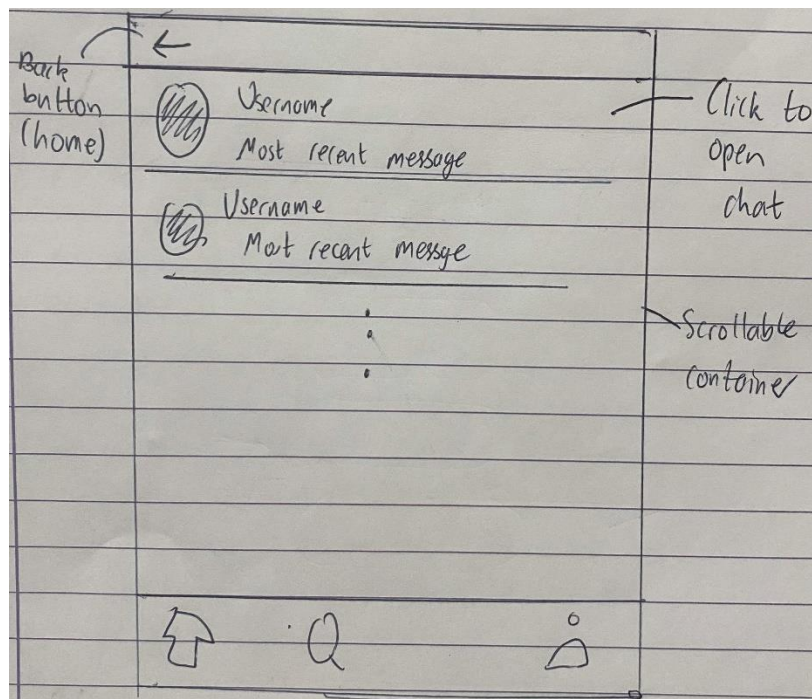 Back
button
(home)
Username
Most recent message
Click to
open
chat
Username
Most recent messge
Scrollable
container